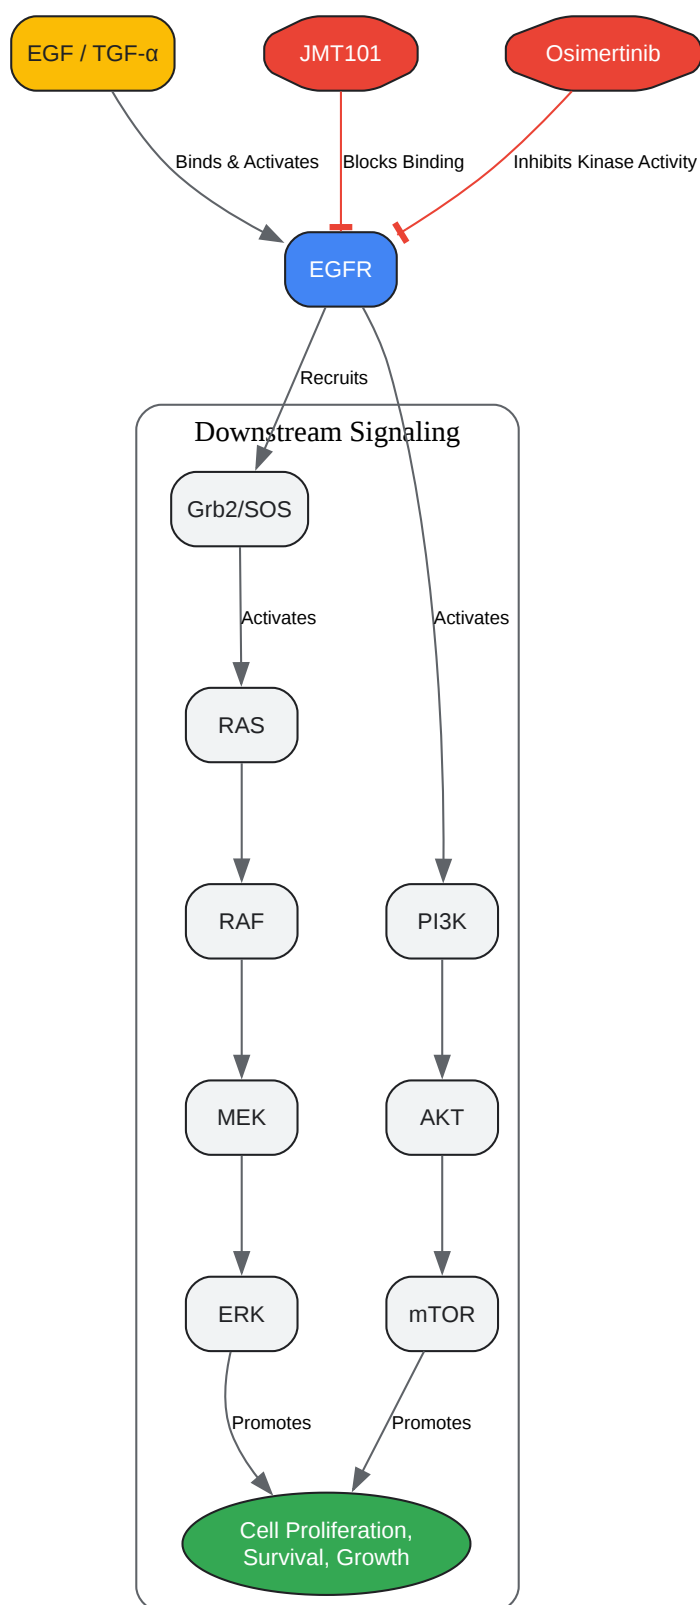 EGF / TGF-α
JMT101
Osimertinib
Binds & Activates
Blocks Binding
Inhibits Kinase Activity
EGFR
Recruits
Downstream Signaling
Grb2/SOS
Activates
Activates
RAS
RAF
PI3K
MEK
AKT
ERK
mTOR
Promotes
Promotes
Cell Proliferation,
Survival, Growth